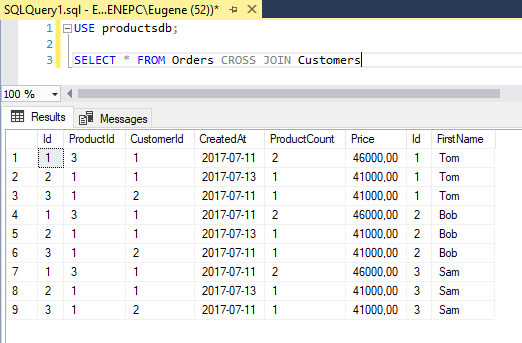 SQLQuery1.sql - E...ENEPC\Eugene (52))*
1 USE productsdb;
2
3 SELECT * FROM Orders CROSS JOIN Customers
100 %
Results Messages
Id ProductId CustomerId CreatedAt ProductCount Price Id FirstName
1 1 3 1 2017-07-11 2 46000,00 1 Tom
2 2 1 1 2017-07-13 1 41000,00 1 Tom
3 3 1 2 2017-07-11 1 41000,00 1 Tom
4 1 3 1 2017-07-11 2 46000,00 2 Bob
5 2 1 1 2017-07-13 1 41000,00 2 Bob
6 3 1 2 2017-07-11 1 41000,00 2 Bob
7 1 3 1 2017-07-11 2 46000,00 3 Sam
8 2 1 1 2017-07-13 1 41000,00 3 Sam
9 3 1 2 2017-07-11 1 41000,00 3 Sam